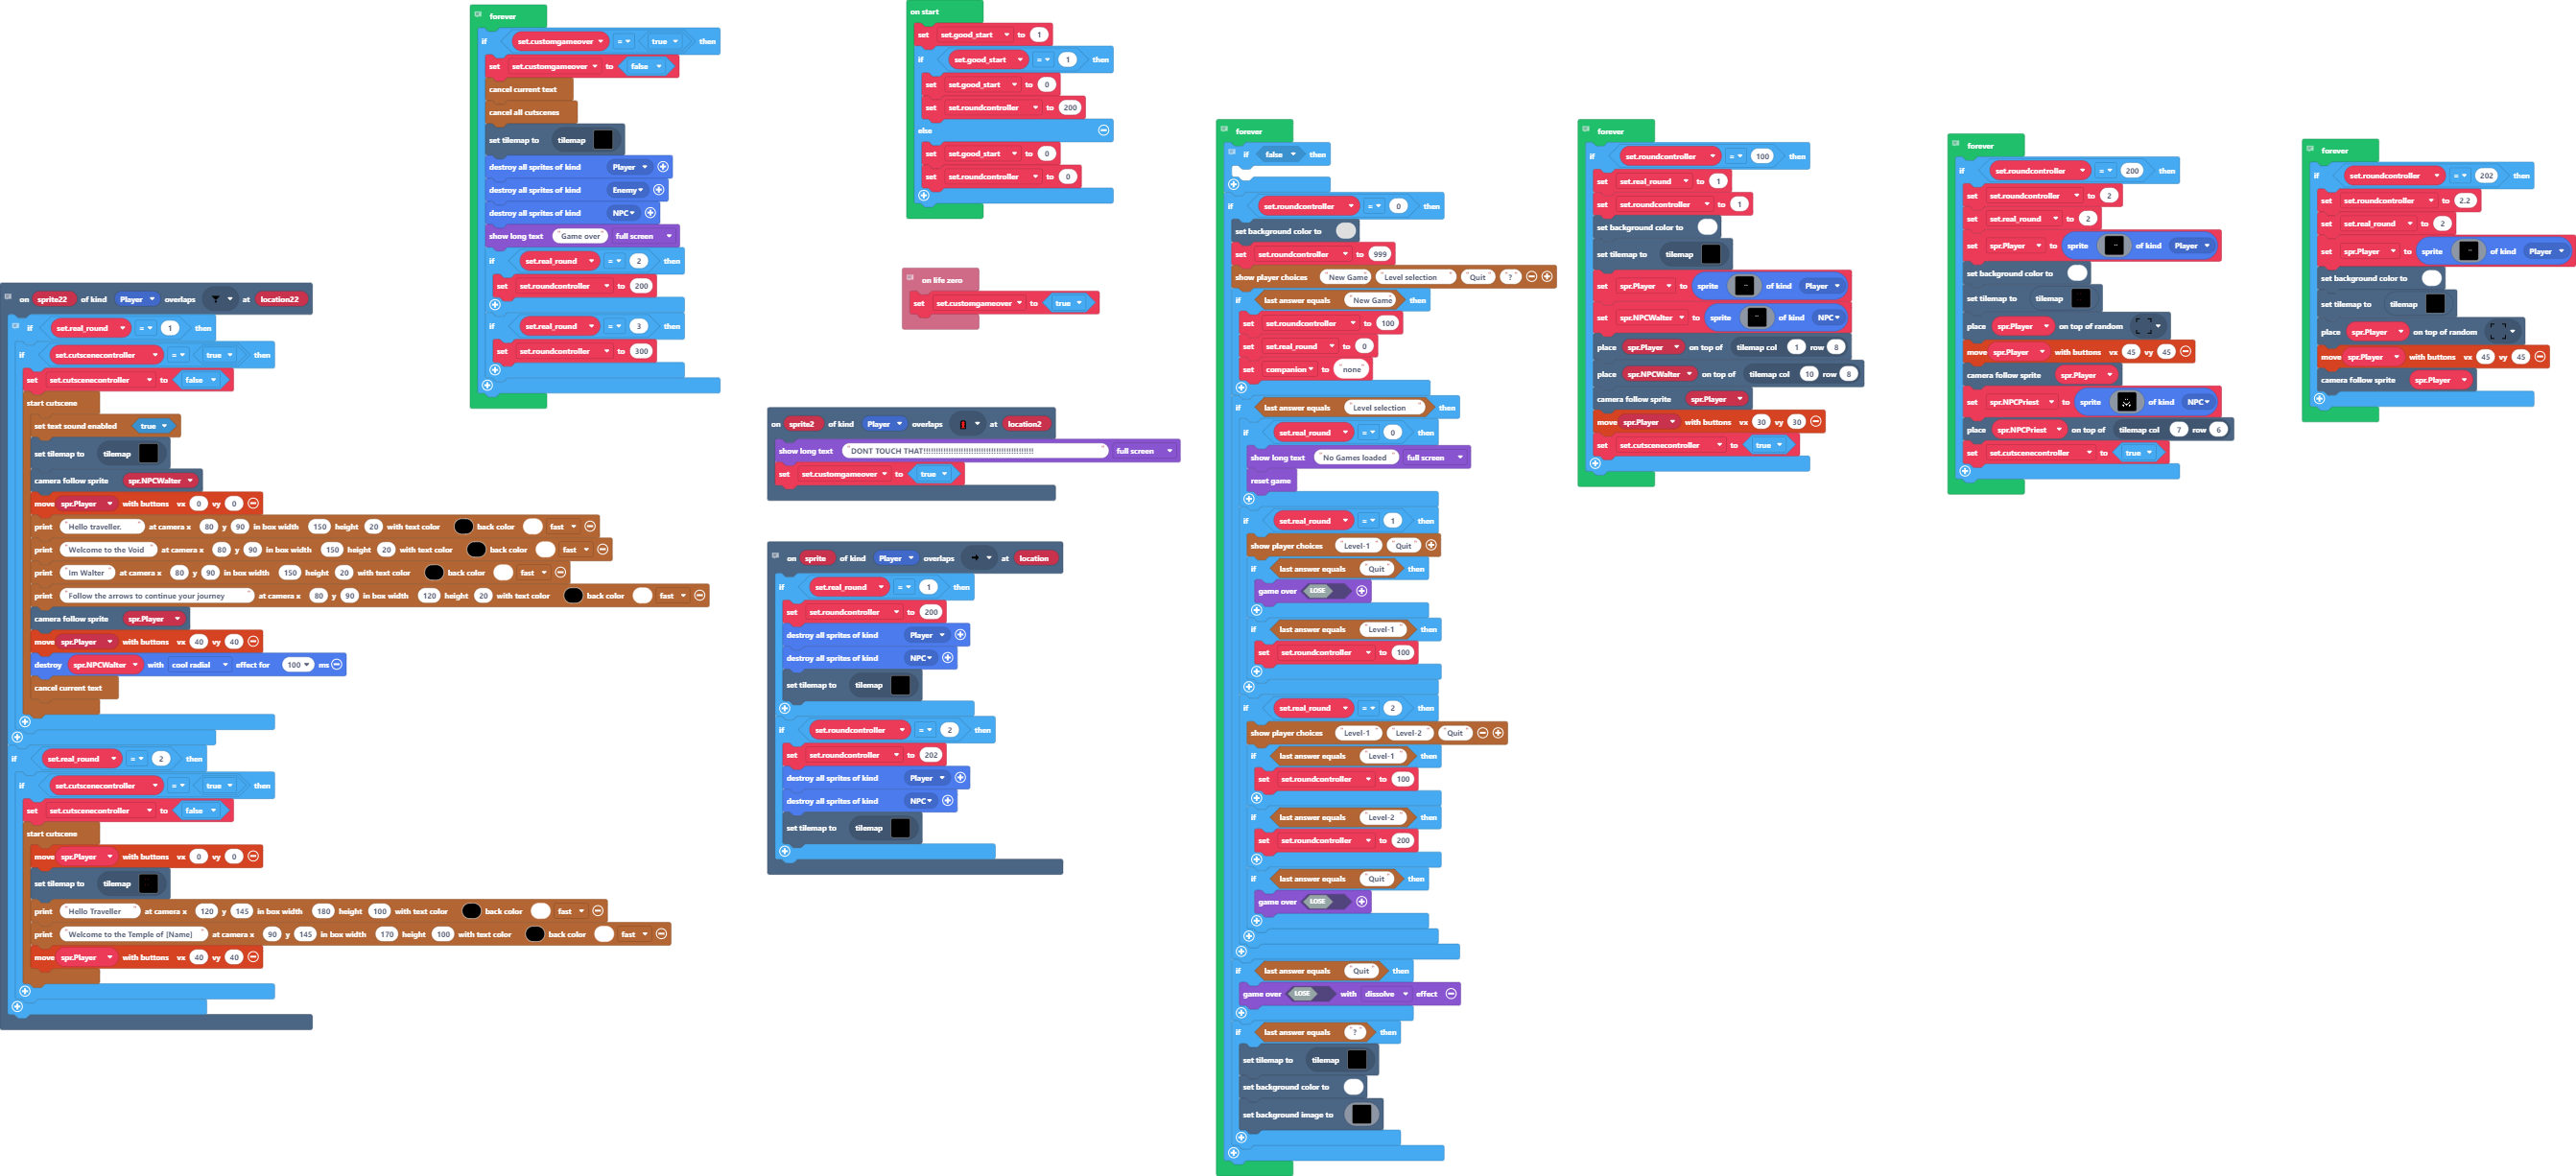 on sprite22 of kind Player overlaps at location22
if set.real_round = 1 then
if set.cutscenecontroller = true then
set set.cutscenecontroller to false
start cutscene
set text sound enabled true
set tilemap to tilemap
camera follow sprite spr.NPCWalter
move spr.Player with buttons vx 0 vy 0
print "Hello traveller." at camera x 80 y 90 in box width 150 height 20 with text color back color fast
print "Welcome to the Void" at camera x 80 y 90 in box width 150 height 20 with text color back color fast
print "Im Walter" at camera x 80 y 90 in box width 150 height 20 with text color back color fast
print "Follow the arrows to continue your journey" at camera x 80 y 90 in box width 120 height 20 with text color back color fast
camera follow sprite spr.Player
move spr.Player with buttons vx 40 vy 40
destroy spr.NPCWalter with cool radial effect for 100 ms
cancel current text
if set.real_round = 2 then
if set.cutscenecontroller = true then
set set.cutscenecontroller to false
start cutscene
move spr.Player with buttons vx 0 vy 0
set tilemap to tilemap
print "Hello Traveller" at camera x 120 y 145 in box width 180 height 100 with text color back color fast
print "Welcome to the Temple of [Name]" at camera x 90 y 145 in box width 170 height 100 with text color back color fast
move spr.Player with buttons vx 40 vy 40
forever
if set.customgameover = true then
set set.customgameover to false
cancel current text
cancel all cutscenes
set tilemap to tilemap
destroy all sprites of kind Player
destroy all sprites of kind Enemy
destroy all sprites of kind NPC
show long text "Game over" full screen
if set.real_round = 2 then
set set.roundcontroller to 200
if set.real_round = 3 then
set set.roundcontroller to 300
on start
set set.good_start to 1
if set.good_start = 1 then
set set.good_start to 0
set set.roundcontroller to 200
else
set set.good_start to 0
set set.roundcontroller to 0
on life zero
set set.customgameover to true
on sprite2 of kind Player overlaps at location2
show long text full screen
set set.customgameover to true
on sprite of kind Player overlaps at location
if set.real_round = 1 then
set set.roundcontroller to 200
destroy all sprites of kind Player
destroy all sprites of kind NPC
set tilemap to tilemap
if set.roundcontroller = 2 then
set set.roundcontroller to 202
destroy all sprites of kind Player
destroy all sprites of kind NPC
set tilemap to tilemap
forever
if false then
if set.roundcontroller = 0 then
set background color to
set set.roundcontroller to 999
show player choices "New Game" "Level selection" "Quit" "?"
if last answer equals "New Game" then
set set.roundcontroller to 100
set set.real_round to 0
set companion to "none"
if last answer equals "Level selection" then
if set.real_round = 0 then
show long text "No Games loaded" full screen
reset game
if set.real_round = 1 then
show player choices "Level-1" "Quit"
if last answer equals "Quit" then
game over LOSE
if last answer equals "Level-1" then
set set.roundcontroller to 100
if set.real_round = 2 then
show player choices "Level-1" "Level-2" "Quit"
if last answer equals "Level-1" then
set set.roundcontroller to 100
if last answer equals "Level-2" then
set set.roundcontroller to 200
if last answer equals "Quit" then
game over LOSE
if last answer equals "Quit" then
game over LOSE with dissolve effect
if last answer equals "?" then
set tilemap to tilemap
set background color to
set background image to
forever
if set.roundcontroller = 100 then
set set.real_round to 1
set set.roundcontroller to 1
set background color to
set tilemap to tilemap
set spr.Player to sprite of kind Player
set spr.NPCWalter to sprite of kind NPC
place spr.Player on top of tilemap col 1 row 8
place spr.NPCWalter on top of tilemap col 10 row 8
camera follow sprite spr.Player
move spr.Player with buttons vx 30 vy 30
set set.cutscenecontroller to true
forever
if set.roundcontroller = 200 then
set set.roundcontroller to 2
set set.real_round to 2
set spr.Player to sprite of kind Player
set background color to
set tilemap to tilemap
place spr.Player on top of random
move spr.Player with buttons vx 45 vy 45
camera follow sprite spr.Player
set spr.NPCPriest to sprite of kind NPC
place spr.NPCPriest on top of tilemap col 7 row 6
set set.cutscenecontroller to true
forever
if set.roundcontroller = 202 then
set set.roundcontroller to 2.2
set set.real_round to 2
set spr.Player to sprite of kind Player
set background color to
set tilemap to tilemap
place spr.Player on top of random
move spr.Player with buttons vx 45 vy 45
camera follow sprite spr.Player